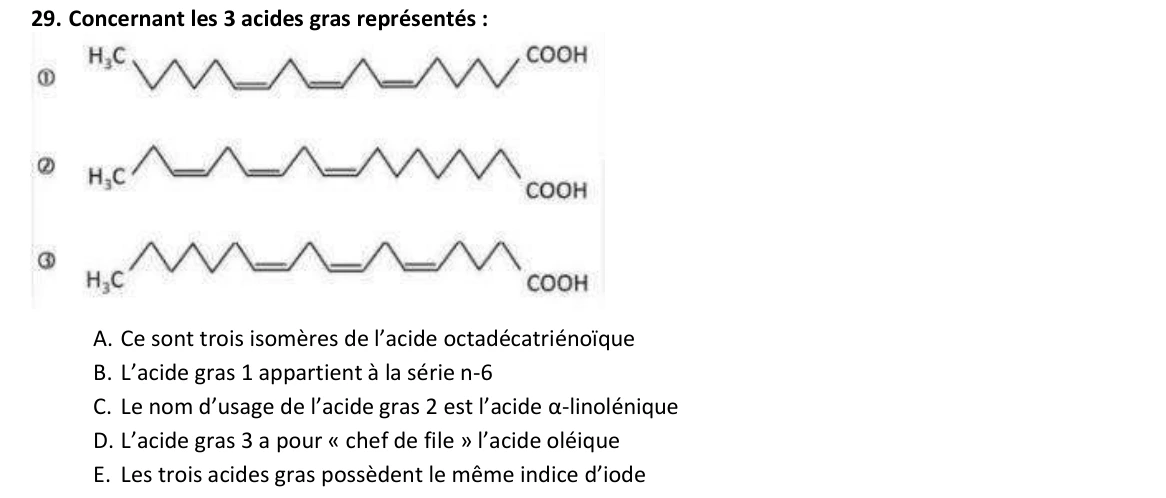 29. Concernant les 3 acides gras représentés :
① H₃C COOH
② H₃C COOH
③ H₃C COOH
A. Ce sont trois isomères de l’acide octadécatriénoïque
B. L’acide gras 1 appartient à la série n-6
C. Le nom d’usage de l’acide gras 2 est l’acide α-linolénique
D. L’acide gras 3 a pour « chef de file » l’acide oléique
E. Les trois acides gras possèdent le même indice d’iode